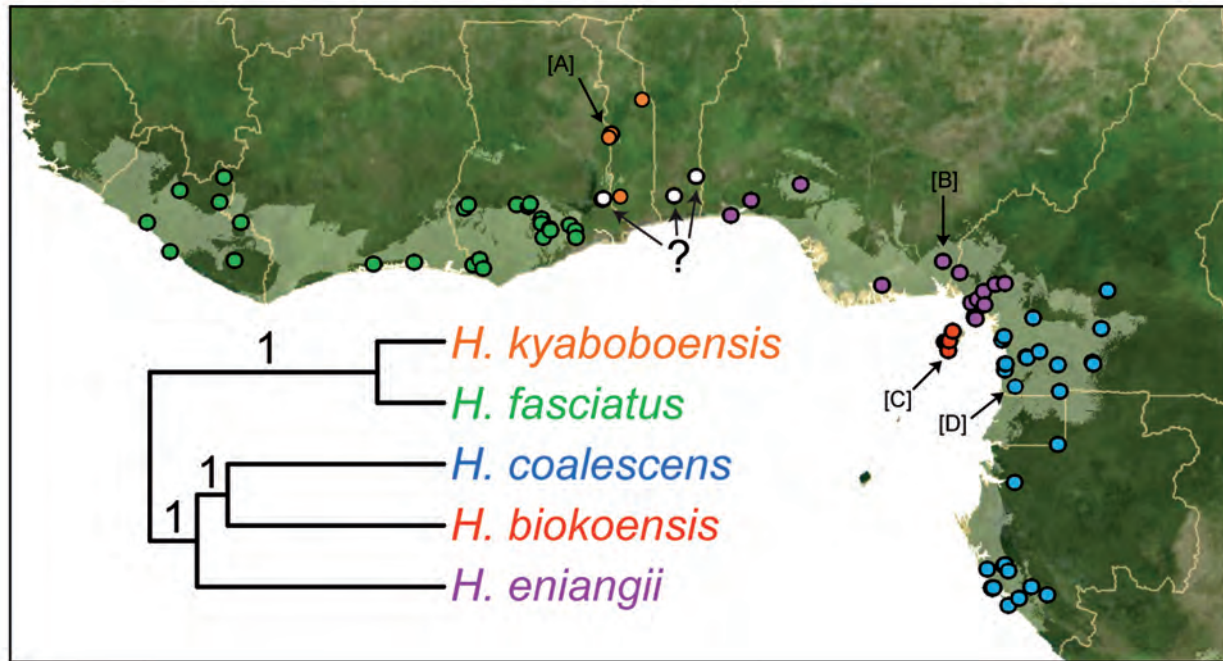 [A]
[B]
?
[C]
[D]
1
H. kyaboboensis
H. fasciatus
1
H. coalescens
1
H. biokoensis
H. eniangii